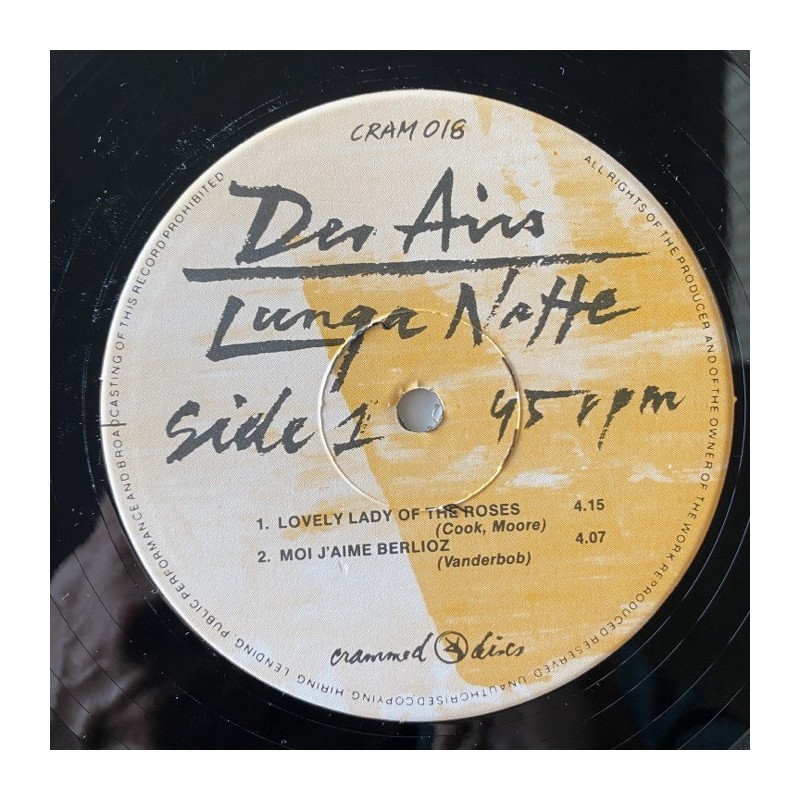 CRAM 018
Des Airs
Lunga Notte
Side 1 45 rpm
1. LOVELY LADY OF THE ROSES 4.15
(Cook, Moore)
2. MOI J'AIME BERLIOZ 4.07
(Vanderbob)
crammed discs
ALL RIGHTS OF THE PRODUCER AND OF THE OWNER OF THE WORK REPRODUCED RESERVED. UNAUTHORISED COPYING, HIRING, LENDING, PUBLIC PERFORMANCE AND BROADCASTING OF THIS RECORD PROHIBITED